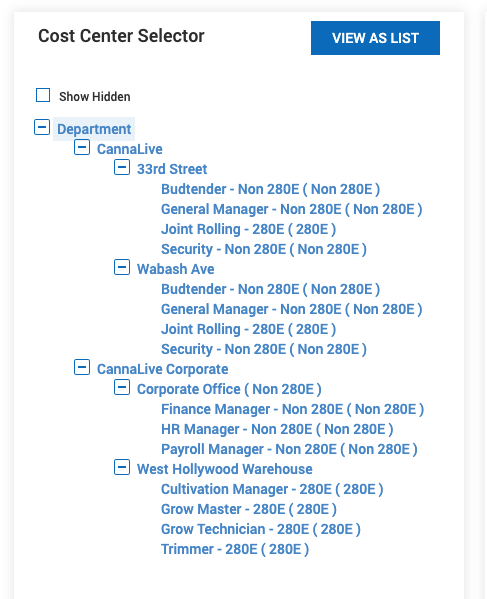 Cost Center Selector
VIEW AS LIST
Show Hidden
Department
CannaLive
33rd Street
Budtender - Non 280E ( Non 280E )
General Manager - Non 280E ( Non 280E )
Joint Rolling - 280E ( 280E )
Security - Non 280E ( Non 280E )
Wabash Ave
Budtender - Non 280E ( Non 280E )
General Manager - Non 280E ( Non 280E )
Joint Rolling - 280E ( 280E )
Security - Non 280E ( Non 280E )
CannaLive Corporate
Corporate Office ( Non 280E )
Finance Manager - Non 280E ( Non 280E )
HR Manager - Non 280E ( Non 280E )
Payroll Manager - Non 280E ( Non 280E )
West Hollywood Warehouse
Cultivation Manager - 280E ( 280E )
Grow Master - 280E ( 280E )
Grow Technician - 280E ( 280E )
Trimmer - 280E ( 280E )